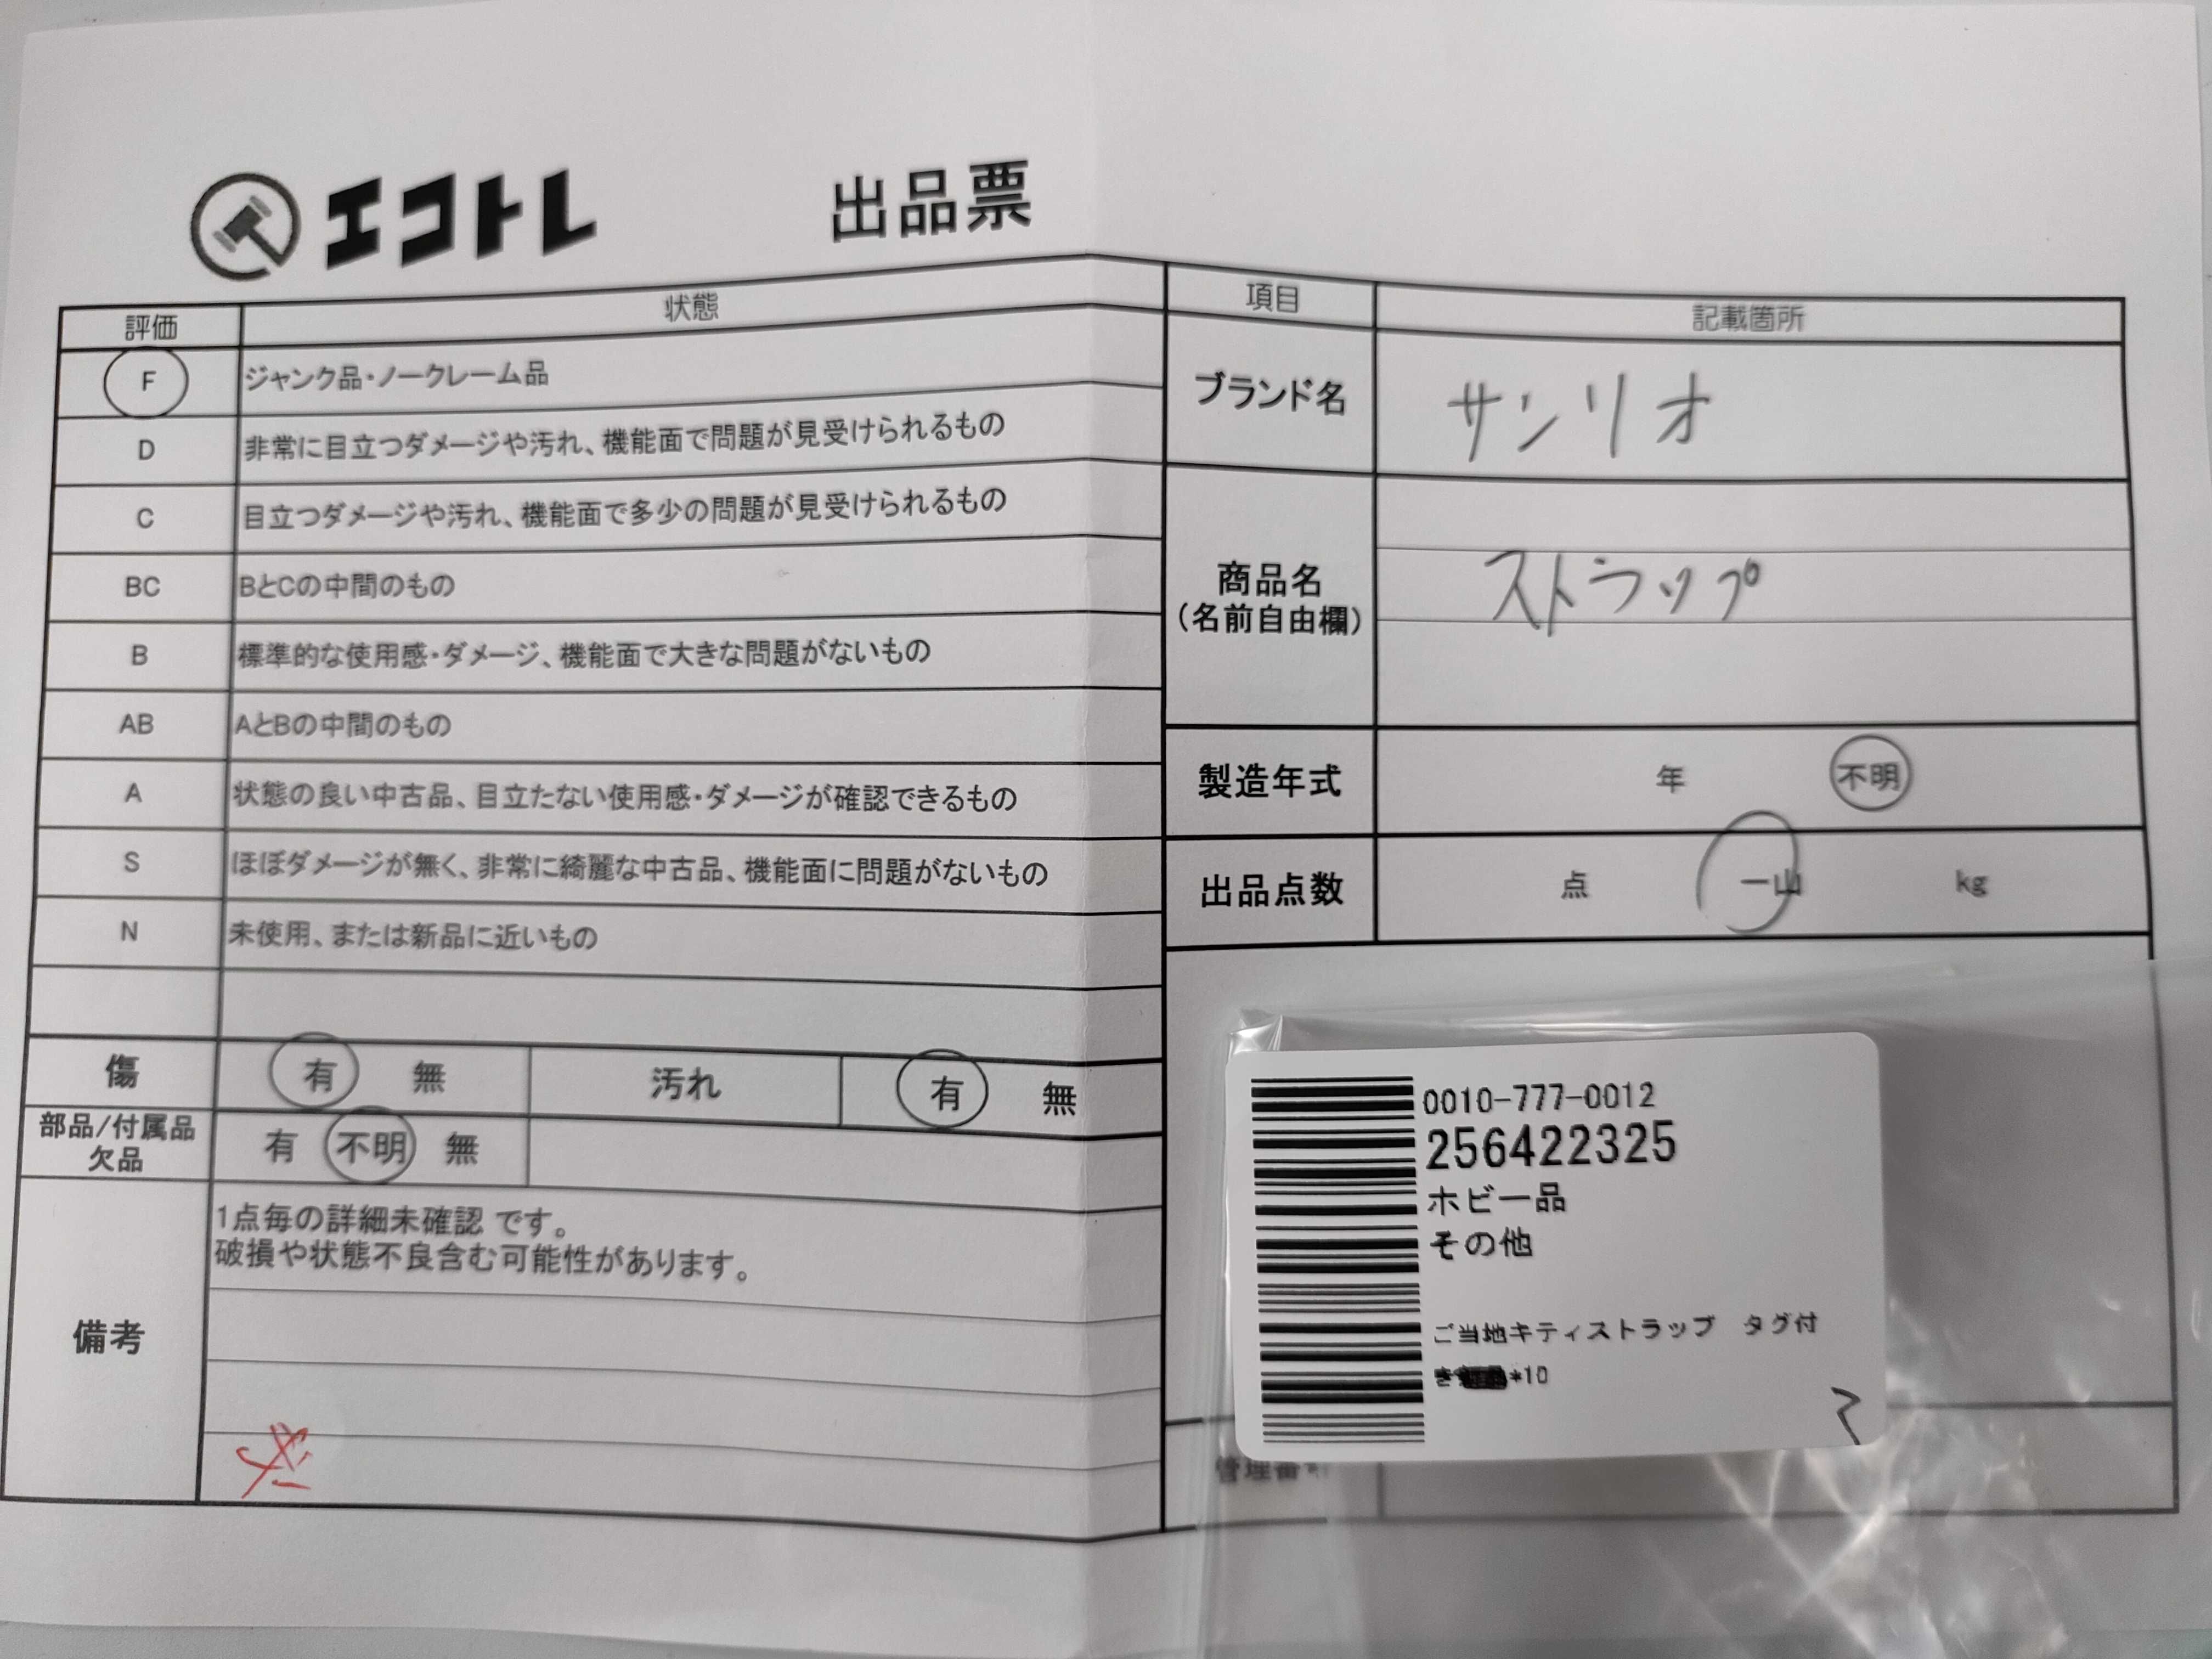 エコトレ 出品票
評価 状態
F ジャンク品・ノークレーム品
D 非常に目立つダメージや汚れ、機能面で問題が見受けられるもの
C 目立つダメージや汚れ、機能面で多少の問題が見受けられるもの
BC BとCの中間のもの
B 標準的な使用感・ダメージ、機能面で大きな問題がないもの
AB AとBの中間のもの
A 状態の良い中古品、目立たない使用感・ダメージが確認できるもの
S ほぼダメージが無く、非常に綺麗な中古品、機能面に問題がないもの
N 未使用、または新品に近いもの
傷 有 無 汚れ 有 無
部品/付属品
欠品 有 不明 無
備考
1点毎の詳細未確認 です。
破損や状態不良含む可能性があります。
項目 記載箇所
ブランド名 サンリオ
商品名
(名前自由欄)
ストラップ
製造年式 年 不明
出品点数 点 一山 kg
0010-777-0012
256422325
ホビー品
その他
ご当地キティストラップ タグ付
き *10
管理番